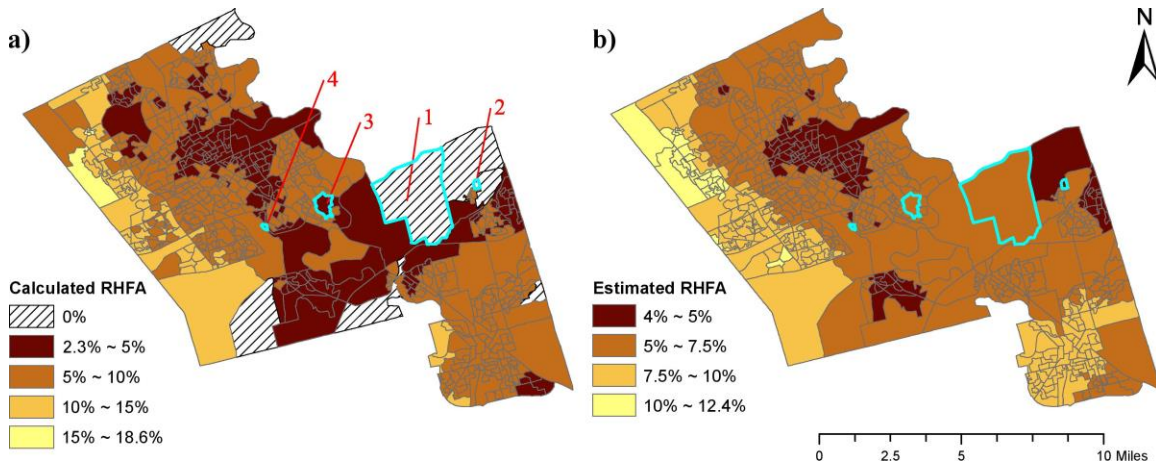 a)
4
3
1
2
Calculated RHFA
0%
2.3% ~ 5%
5% ~ 10%
10% ~ 15%
15% ~ 18.6%
b)
N
Estimated RHFA
4% ~ 5%
5% ~ 7.5%
7.5% ~ 10%
10% ~ 12.4%
0 2.5 5 10 Miles